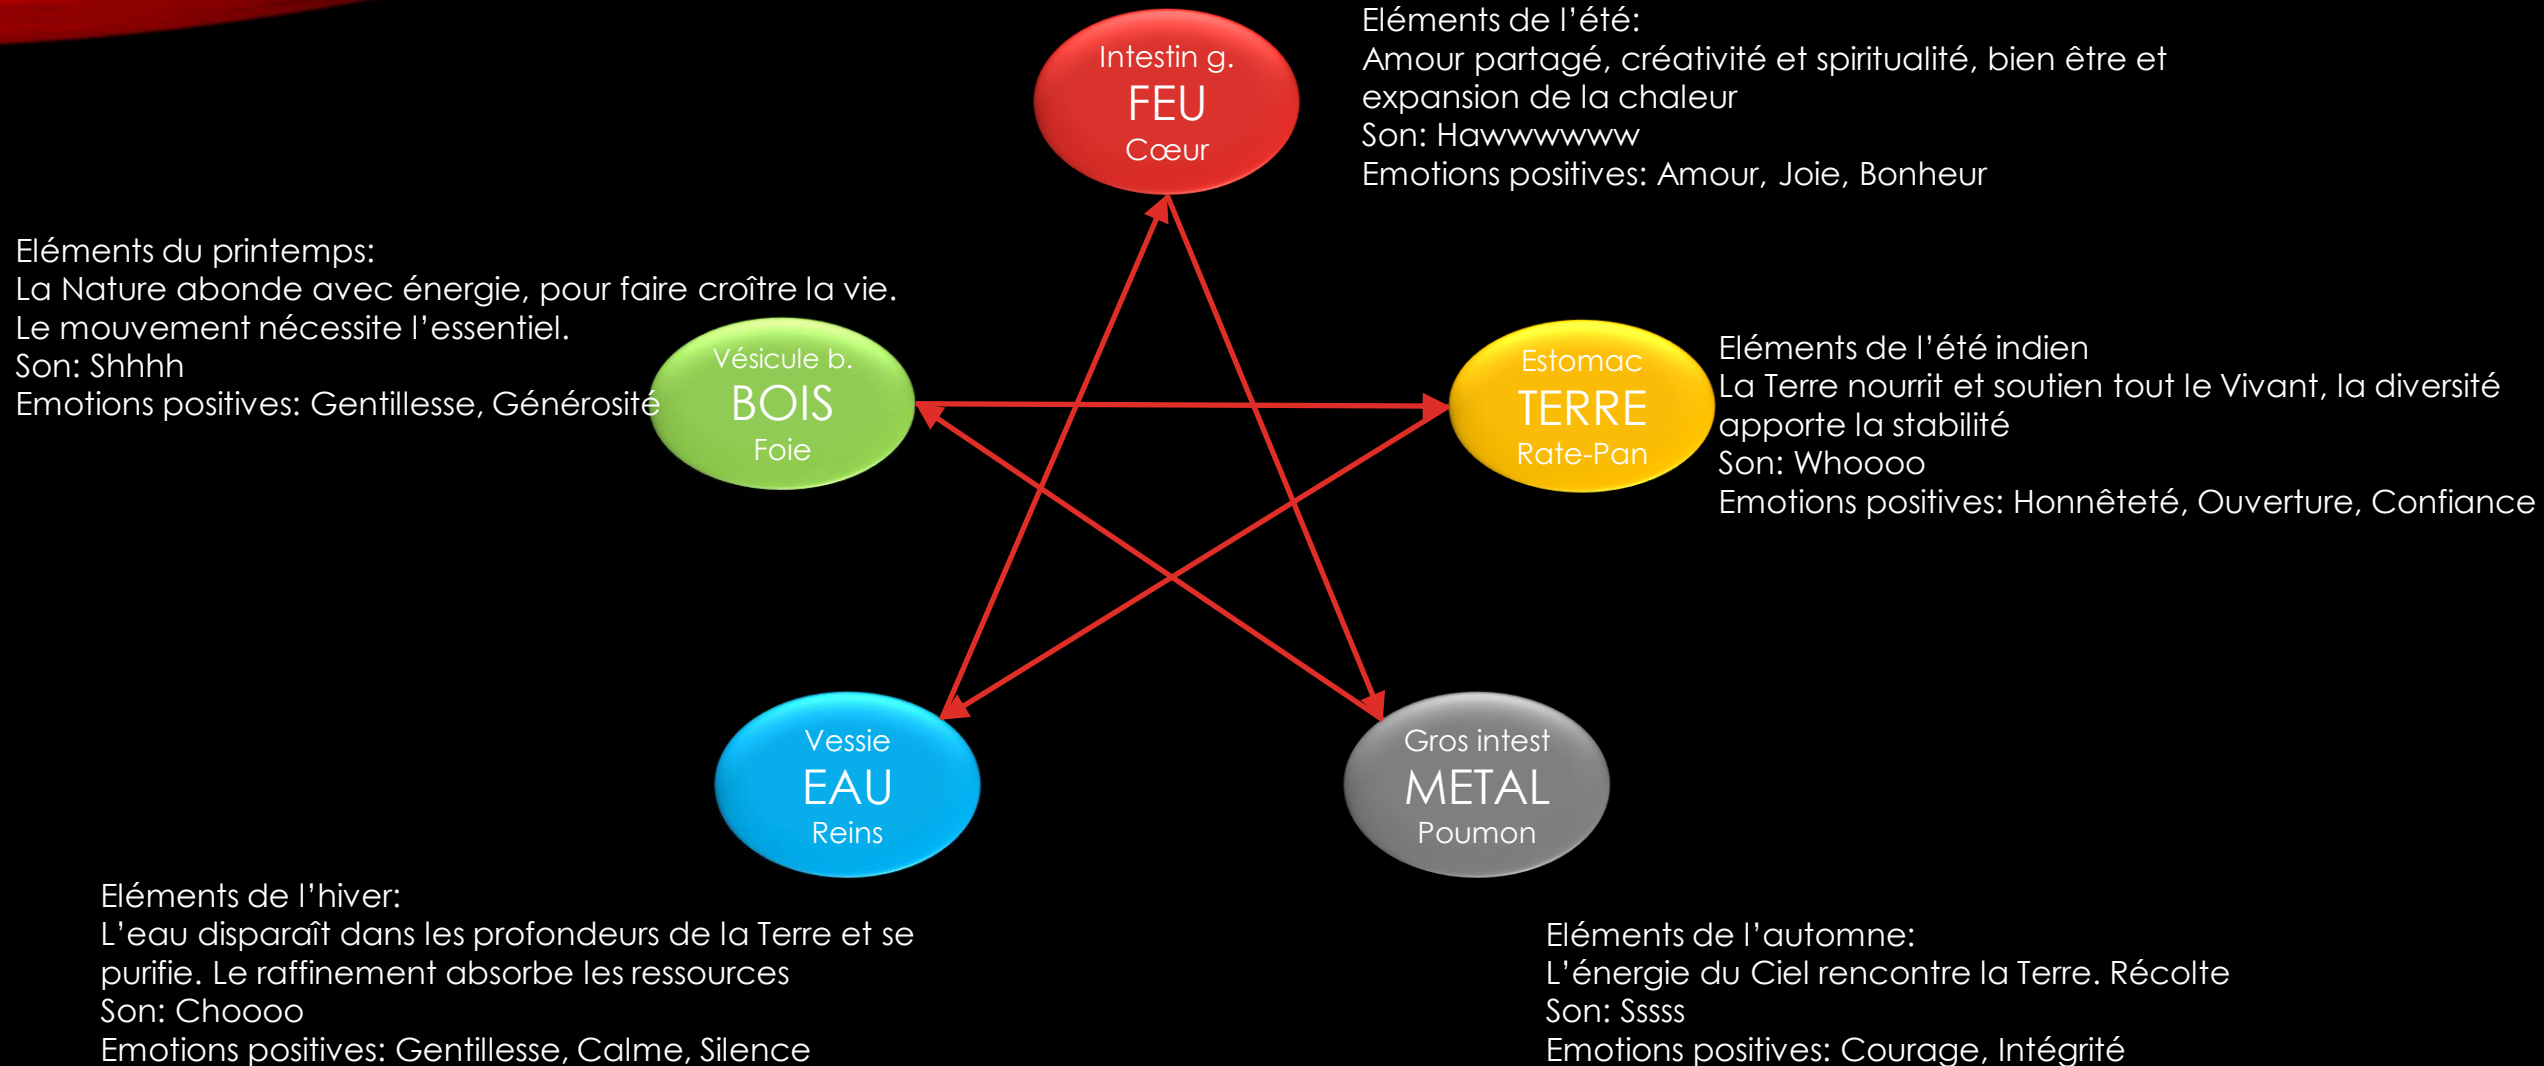 Eléments de l’été:
Amour partagé, créativité et spiritualité, bien être et
expansion de la chaleur
Son: Hawwwwww
Emotions positives: Amour, Joie, Bonheur
Intestin g.
FEU
Cœur
Eléments du printemps:
La Nature abonde avec énergie, pour faire croître la vie.
Le mouvement nécessite l’essentiel.
Son: Shhhh
Emotions positives: Gentillesse, Générosité
Vésicule b.
BOIS
Foie
Estomac
TERRE
Rate-Pan
Eléments de l’été indien
La Terre nourrit et soutien tout le Vivant, la diversité
apporte la stabilité
Son: Whoooo
Emotions positives: Honnêteté, Ouverture, Confiance
Vessie
EAU
Reins
Gros intest
METAL
Poumon
Eléments de l’hiver:
L’eau disparaît dans les profondeurs de la Terre et se
purifie. Le raffinement absorbe les ressources
Son: Choooo
Emotions positives: Gentillesse, Calme, Silence
Eléments de l’automne:
L’énergie du Ciel rencontre la Terre. Récolte
Son: Sssss
Emotions positives: Courage, Intégrité